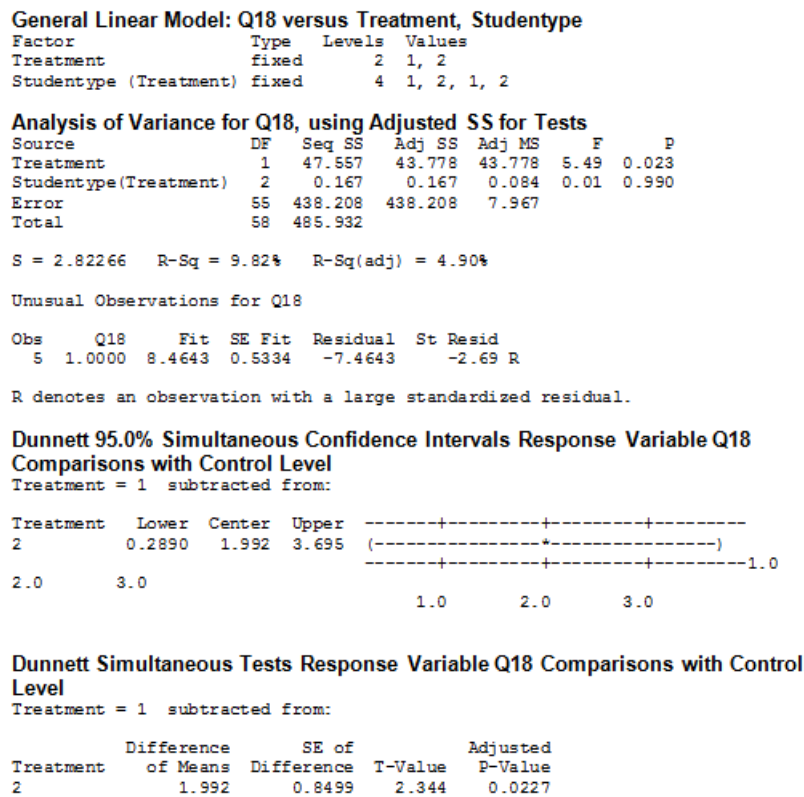 General Linear Model: Q18 versus Treatment, Studentype
Factor Type Levels Values
Treatment fixed 2 1, 2
Studentype (Treatment) fixed 4 1, 2, 1, 2
Analysis of Variance for Q18, using Adjusted SS for Tests
Source DF Seq SS Adj SS Adj MS F P
Treatment 1 47.557 43.778 43.778 5.49 0.023
Studentype(Treatment) 2 0.167 0.167 0.084 0.01 0.990
Error 55 438.208 438.208 7.967
Total 58 485.932
S = 2.82266 R-Sq = 9.82% R-Sq(adj) = 4.90%
Unusual Observations for Q18
Obs Q18 Fit SE Fit Residual St Resid
5 1.0000 8.4643 0.5334 -7.4643 -2.69 R
R denotes an observation with a large standardized residual.
Dunnett 95.0% Simultaneous Confidence Intervals Response Variable Q18
Comparisons with Control Level
Treatment = 1 subtracted from:
Treatment Lower Center Upper -------+---------+---------+---------
2 0.2890 1.992 3.695 (----------------*----------------)
-------+---------+---------+---------1.0
2.0 3.0
1.0 2.0 3.0
Dunnett Simultaneous Tests Response Variable Q18 Comparisons with Control
Level
Treatment = 1 subtracted from:
Difference SE of Adjusted
Treatment of Means Difference T-Value P-Value
2 1.992 0.8499 2.344 0.0227